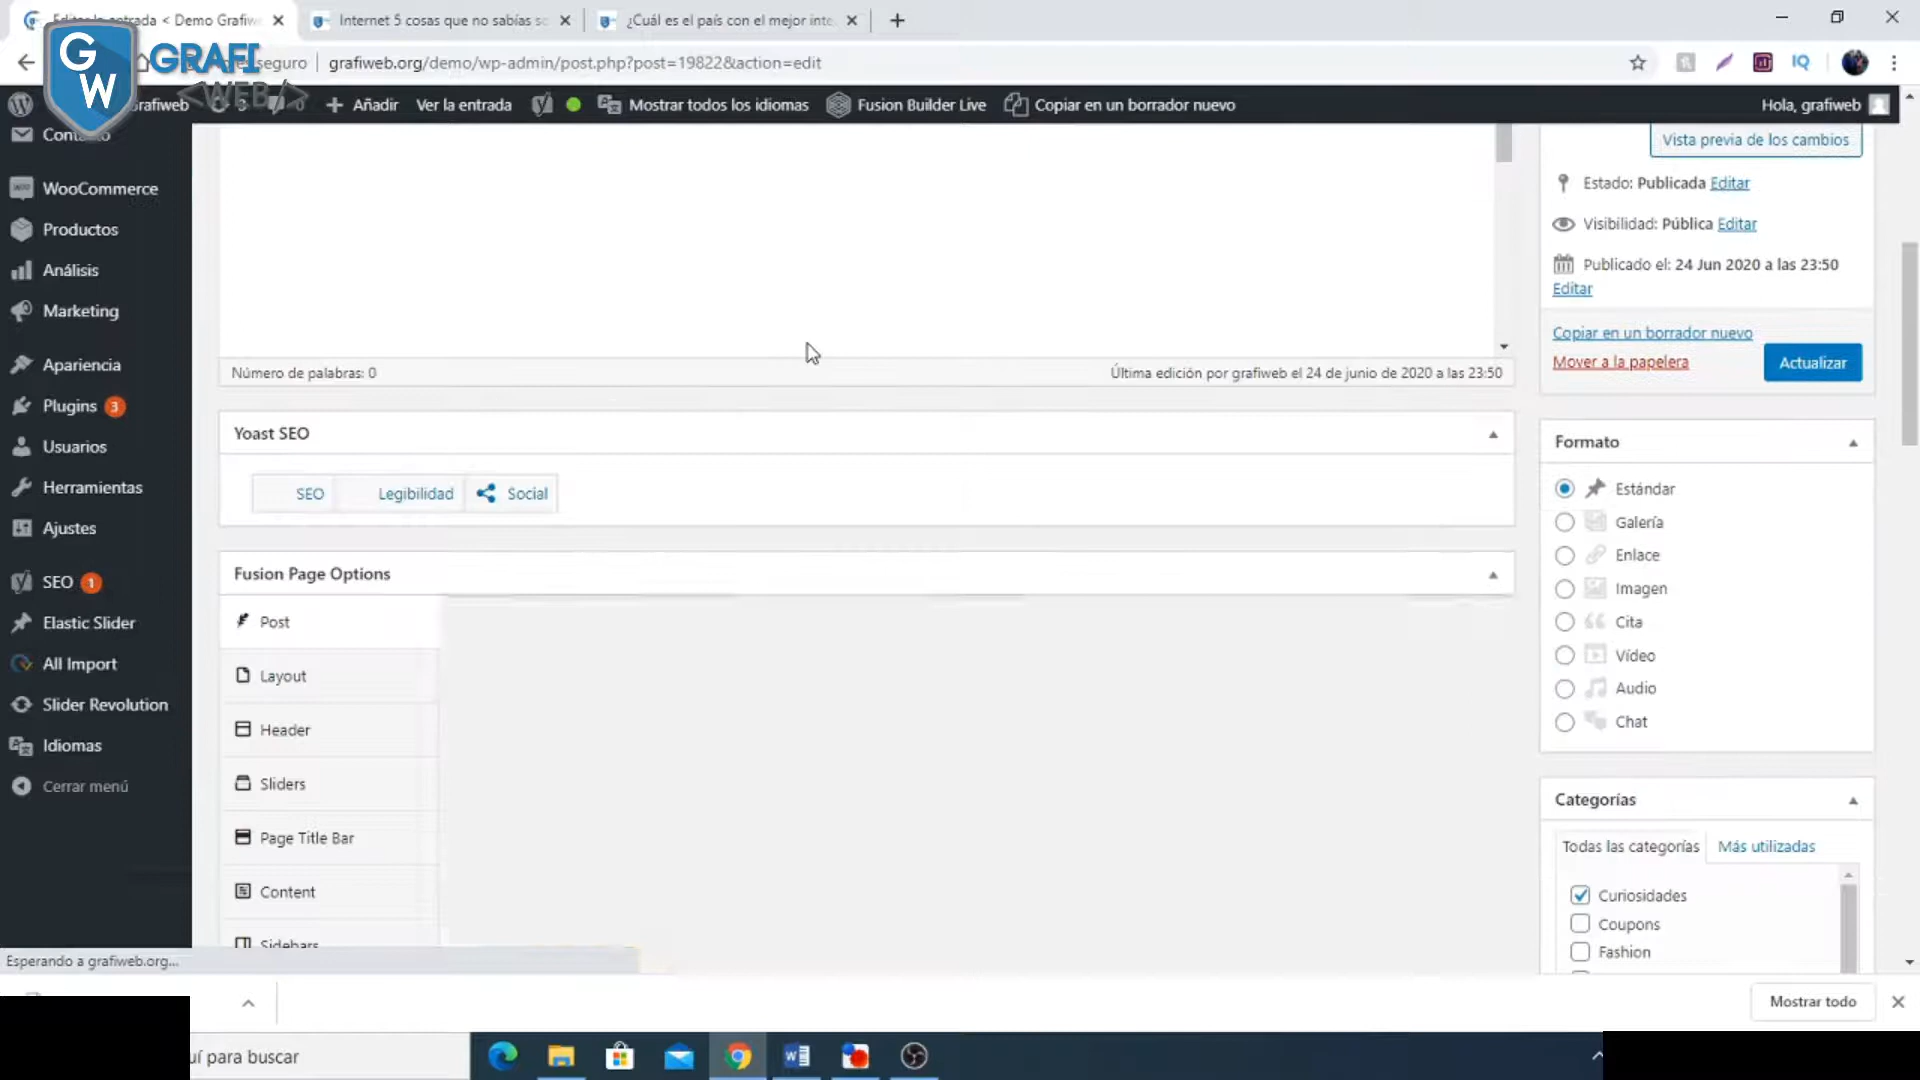 Demo Grafiw
Internet 5 cosas que no sabías s
¿Cuál es el país con el mejor inte
GRAFI
<WEB/>
GW
seguro
grafiweb.org/demo/wp-admin/post.php?post=19822&action=edit
IQ
grafiweb
Añadir
Ver la entrada
Mostrar todos los idiomas
Fusion Builder Live
Copiar en un borrador nuevo
Hola, grafiweb
Contacto
WooCommerce
Productos
Análisis
Marketing
Apariencia
Plugins 3
Usuarios
Herramientas
Ajustes
SEO 1
Elastic Slider
All Import
Slider Revolution
Idiomas
Cerrar menú
Número de palabras: 0
Última edición por grafiweb el 24 de junio de 2020 a las 23:50
Yoast SEO
SEO
Legibilidad
Social
Fusion Page Options
Post
Layout
Header
Sliders
Page Title Bar
Content
Sidebars
Vista previa de los cambios
Estado: Publicada Editar
Visibilidad: Pública Editar
Publicado el: 24 Jun 2020 a las 23:50
Editar
Copiar en un borrador nuevo
Mover a la papelera
Actualizar
Formato
Estándar
Galería
Enlace
Imagen
Cita
Vídeo
Audio
Chat
Categorías
Todas las categorías
Más utilizadas
Curiosidades
Coupons
Fashion
Esperando a grafiweb.org...
Mostrar todo
uí para buscar